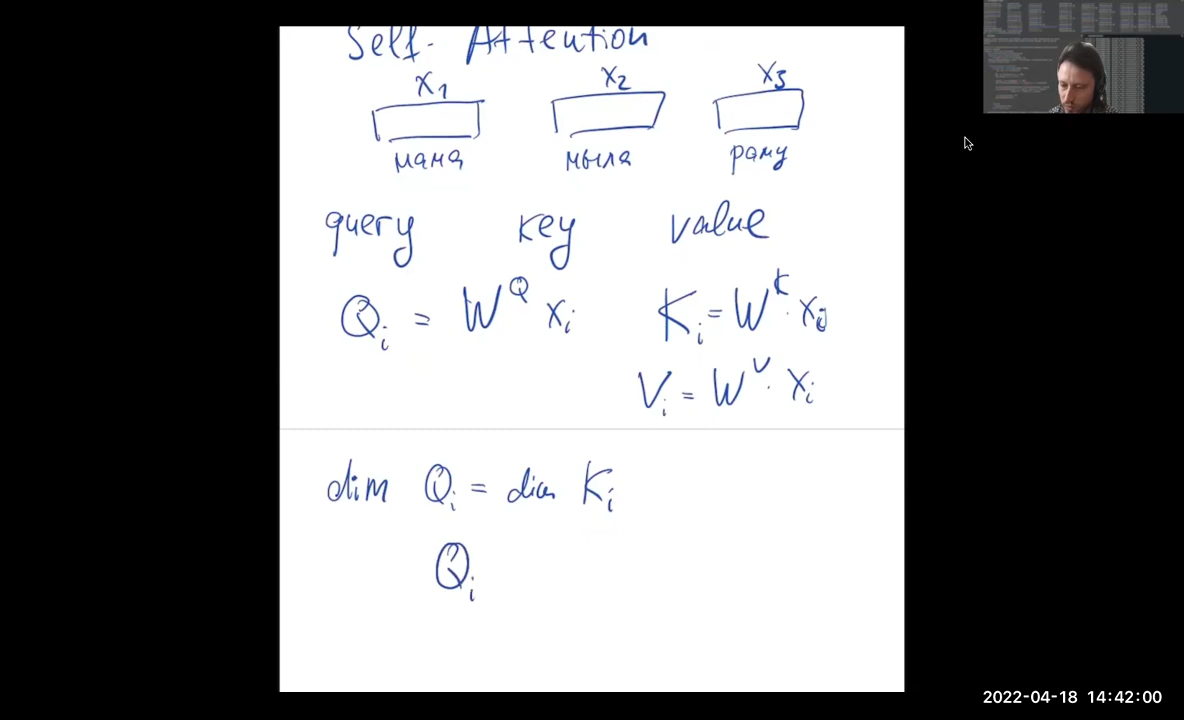 Self-Attention
x₁ x₂ x₃
мама мыла раму
query key value
Qᵢ = W^Q xᵢ Kᵢ = W^K · xᵢ
Vᵢ = W^V · xᵢ
dim Qᵢ = dim Kᵢ
Qᵢ
2022-04-18 14:42:00